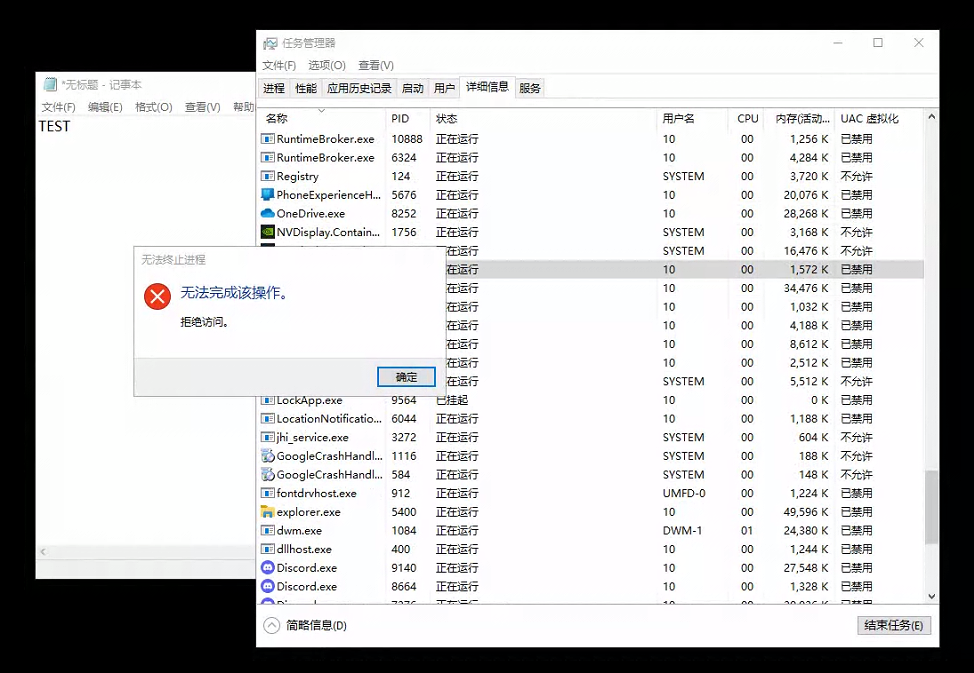 任务管理器
文件(F) 选项(O) 查看(V)
进程 性能 应用历史记录 启动 用户 详细信息 服务
名称 PID 状态 用户名 CPU 内存(活动... UAC 虚拟化
RuntimeBroker.exe 10888 正在运行 10 00 1,256 K 已禁用
RuntimeBroker.exe 6324 正在运行 10 00 4,284 K 已禁用
Registry 124 正在运行 SYSTEM 00 3,720 K 不允许
PhoneExperienceH... 5676 正在运行 10 00 20,076 K 已禁用
OneDrive.exe 8252 正在运行 10 00 28,268 K 已禁用
NVDisplay.Contain... 1756 正在运行 SYSTEM 00 3,168 K 不允许
正在运行 SYSTEM 00 16,476 K 不允许
在运行 10 00 1,572 K 已禁用
在运行 10 00 34,476 K 已禁用
在运行 10 00 1,032 K 已禁用
在运行 10 00 4,188 K 已禁用
在运行 10 00 8,612 K 已禁用
在运行 10 00 2,512 K 已禁用
在运行 SYSTEM 00 5,512 K 不允许
LockApp.exe 9564 已挂起 10 00 0 K 已禁用
LocationNotificatio... 6044 正在运行 10 00 1,188 K 已禁用
jhi_service.exe 3272 正在运行 SYSTEM 00 604 K 不允许
GoogleCrashHandl... 1116 正在运行 SYSTEM 00 188 K 不允许
GoogleCrashHandl... 584 正在运行 SYSTEM 00 148 K 不允许
fontdrvhost.exe 912 正在运行 UMFD-0 00 1,224 K 已禁用
explorer.exe 5400 正在运行 10 00 49,596 K 已禁用
dwm.exe 1084 正在运行 DWM-1 01 24,380 K 已禁用
dllhost.exe 400 正在运行 10 00 1,244 K 已禁用
Discord.exe 9140 正在运行 10 00 27,548 K 已禁用
Discord.exe 8664 正在运行 10 00 1,328 K 已禁用
简略信息(D) 结束任务(E)
*无标题 - 记事本
文件(F) 编辑(E) 格式(O) 查看(V) 帮助
TEST
无法终止进程
无法完成该操作。
拒绝访问。
确定